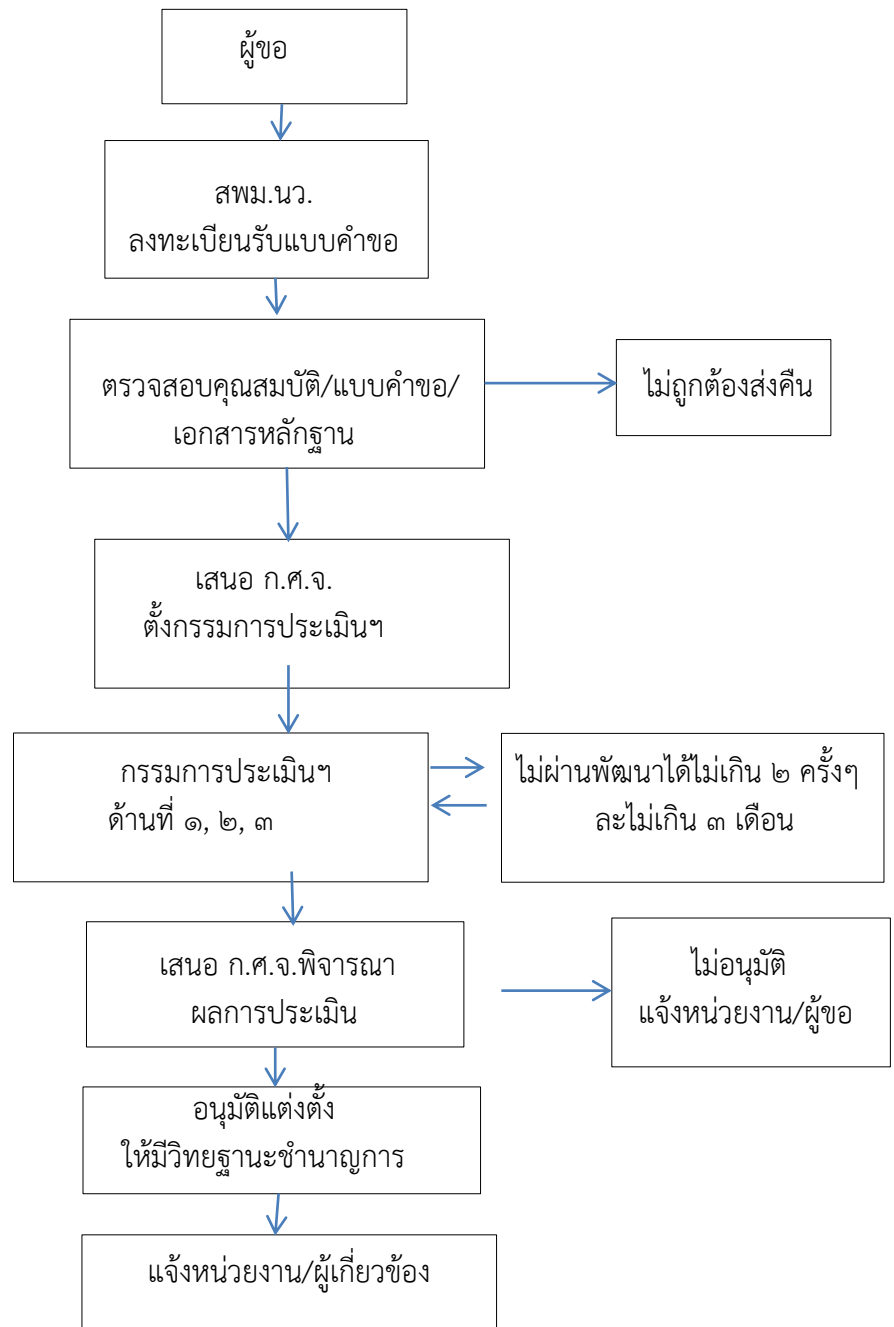 ผู้ขอ
สพม.นว.
ลงทะเบียนรับแบบคำขอ
ตรวจสอบคุณสมบัติ/แบบคำขอ/
เอกสารหลักฐาน
ไม่ถูกต้องส่งคืน
เสนอ ก.ศ.จ.
ตั้งกรรมการประเมินฯ
กรรมการประเมินฯ
ด้านที่ ๑, ๒, ๓
ไม่ผ่านพัฒนาได้ไม่เกิน ๒ ครั้งๆ
ละไม่เกิน ๓ เดือน
เสนอ ก.ศ.จ.พิจารณา
ผลการประเมิน
ไม่อนุมัติ
แจ้งหน่วยงาน/ผู้ขอ
อนุมัติแต่งตั้ง
ให้มีวิทยฐานะชำนาญการ
แจ้งหน่วยงาน/ผู้เกี่ยวข้อง